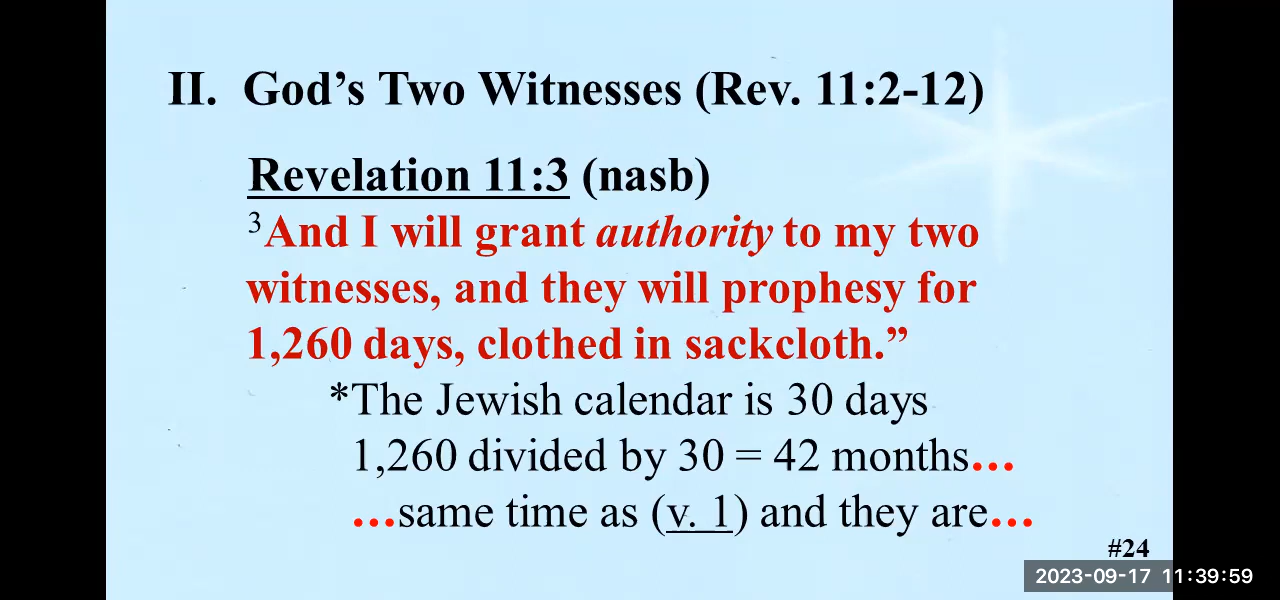 II. God’s Two Witnesses (Rev. 11:2-12)
Revelation 11:3 (nasb)
3And I will grant authority to my two
witnesses, and they will prophesy for
1,260 days, clothed in sackcloth.”
*The Jewish calendar is 30 days
1,260 divided by 30 = 42 months…
…same time as (v. 1) and they are…
#24
2023-09-17 11:39:59